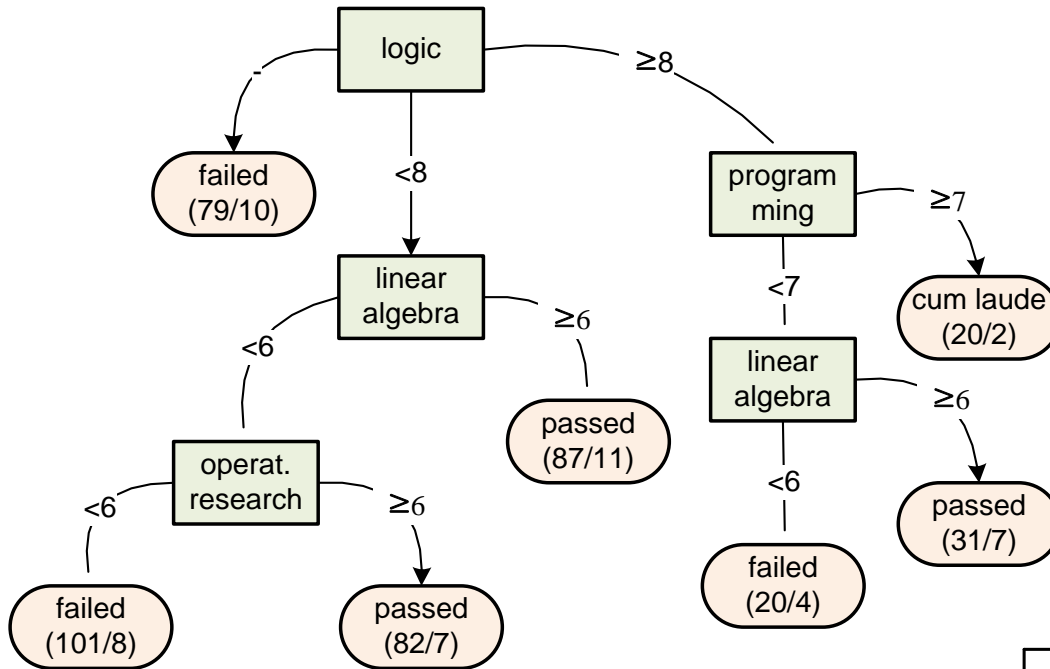 logic
-
≥8
<8
failed
(79/10)
program
ming
≥7
linear
algebra
<7
cum laude
(20/2)
<6
≥6
linear
algebra
≥6
passed
(87/11)
operat.
research
<6
<6
≥6
passed
(31/7)
failed
(20/4)
failed
(101/8)
passed
(82/7)